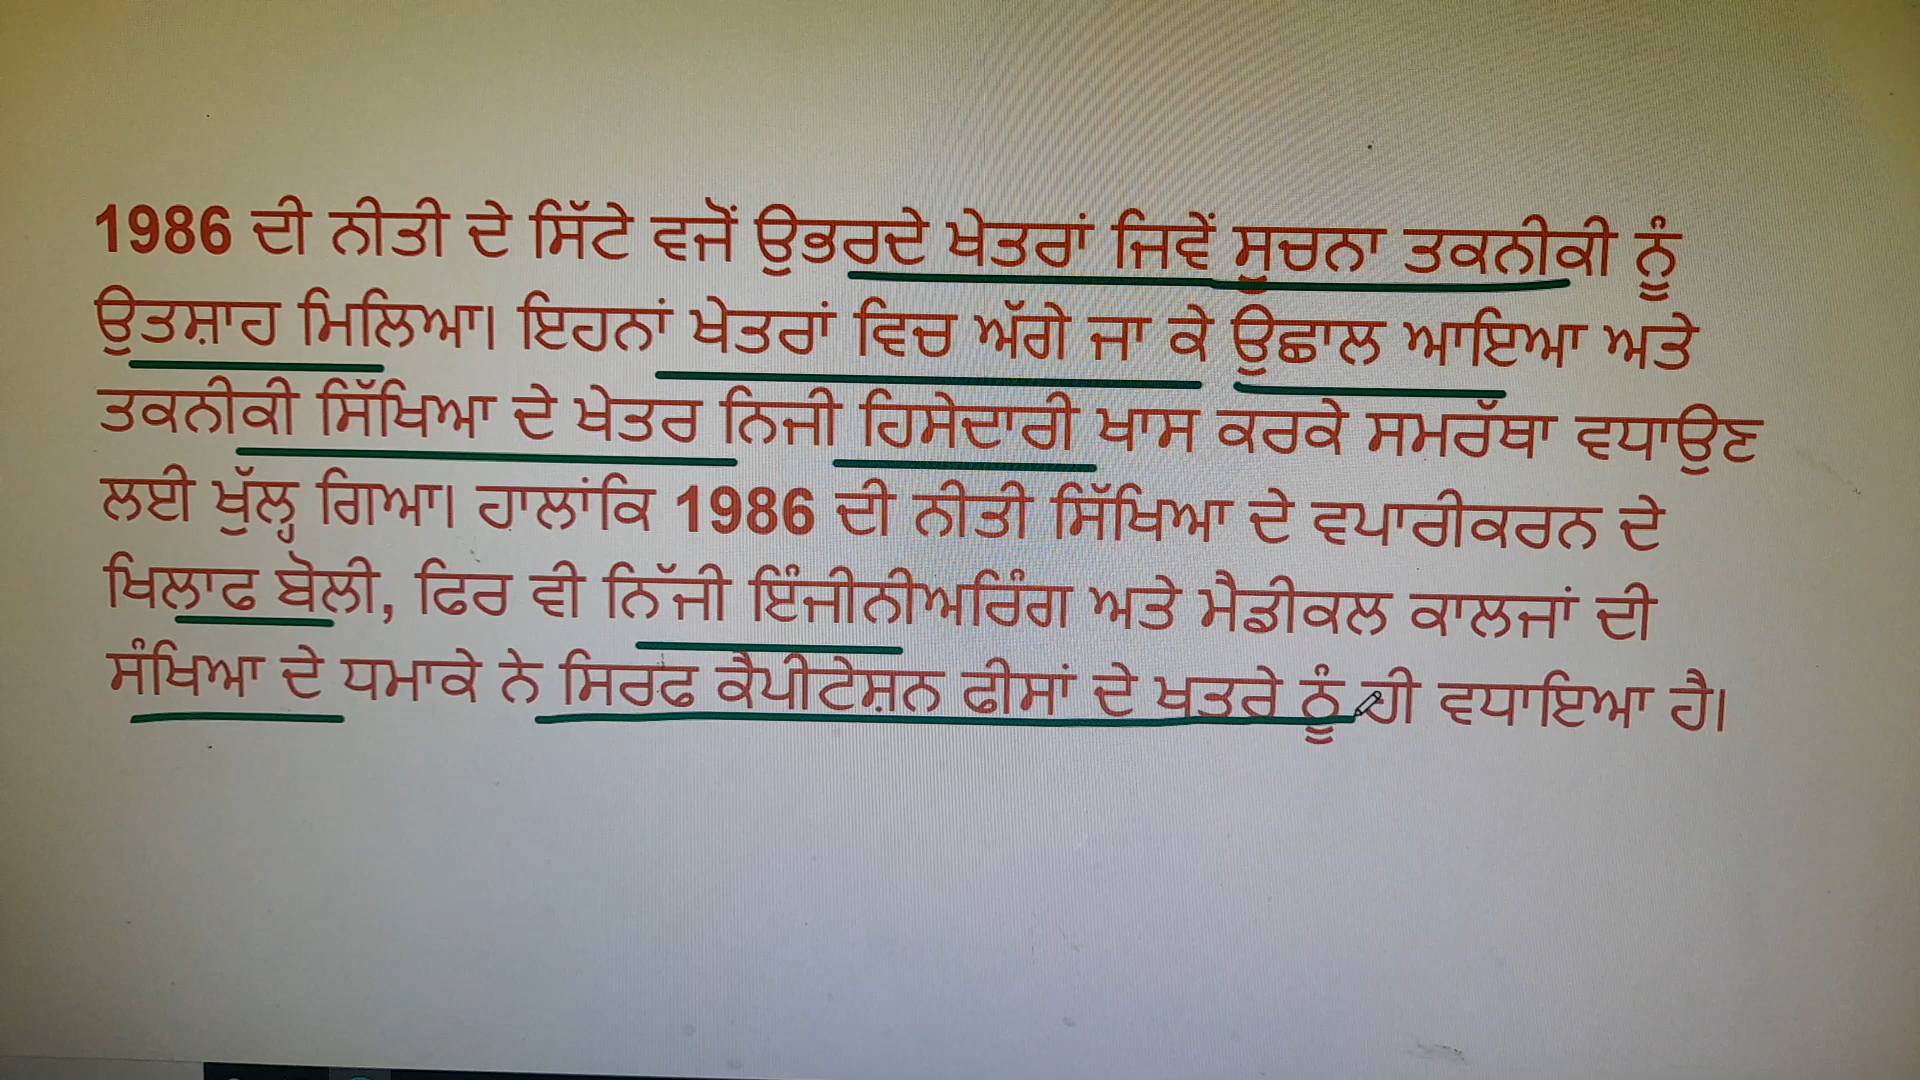 1986 ਦੀ ਨੀਤੀ ਦੇ ਸਿੱਟੇ ਵਜੋਂ ਉਭਰਦੇ ਖੇਤਰਾਂ ਜਿਵੇਂ ਸੂਚਨਾ ਤਕਨੀਕੀ ਨੂੰ
ਉਤਸ਼ਾਹ ਮਿਲਿਆ। ਇਹਨਾਂ ਖੇਤਰਾਂ ਵਿਚ ਅੱਗੇ ਜਾ ਕੇ ਉਛਾਲ ਆਇਆ ਅਤੇ
ਤਕਨੀਕੀ ਸਿੱਖਿਆ ਦੇ ਖੇਤਰ ਨਿਜੀ ਹਿਸੇਦਾਰੀ ਖਾਸ ਕਰਕੇ ਸਮਰੱਥਾ ਵਧਾਉਣ
ਲਈ ਖੁੱਲ੍ਹ ਗਿਆ। ਹਾਲਾਂਕਿ 1986 ਦੀ ਨੀਤੀ ਸਿੱਖਿਆ ਦੇ ਵਪਾਰੀਕਰਨ ਦੇ
ਖਿਲਾਫ ਬੋਲੀ, ਫਿਰ ਵੀ ਨਿੱਜੀ ਇੰਜੀਨੀਅਰਿੰਗ ਅਤੇ ਮੈਡੀਕਲ ਕਾਲਜਾਂ ਦੀ
ਸੰਖਿਆ ਦੇ ਧਮਾਕੇ ਨੇ ਸਿਰਫ ਕੈਪੀਟੇਸ਼ਨ ਫੀਸਾਂ ਦੇ ਖਤਰੇ ਨੂੰ ਹੀ ਵਧਾਇਆ ਹੈ।